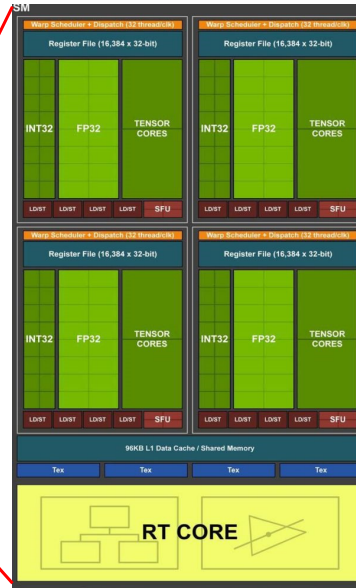 SM
Warp Scheduler + Dispatch (32 thread/clk) Warp Scheduler + Dispatch (32 thread/clk)
Register File (16,384 x 32-bit) Register File (16,384 x 32-bit)
INT32 FP32 TENSOR CORES INT32 FP32 TENSOR CORES
LD/ST LD/ST LD/ST LD/ST SFU LD/ST LD/ST LD/ST LD/ST SFU
Warp Scheduler + Dispatch (32 thread/clk) Warp Scheduler + Dispatch (32 thread/clk)
Register File (16,384 x 32-bit) Register File (16,384 x 32-bit)
INT32 FP32 TENSOR CORES INT32 FP32 TENSOR CORES
LD/ST LD/ST LD/ST LD/ST SFU LD/ST LD/ST LD/ST LD/ST SFU
96KB L1 Data Cache / Shared Memory
Tex Tex Tex Tex
RT CORE